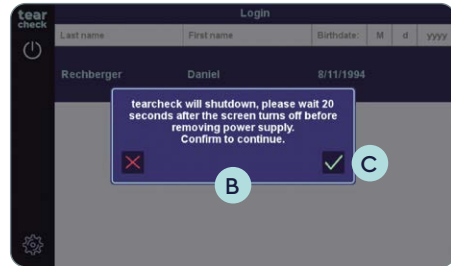 tear
check
Login
Last name First name Birthdate: M d yyyy
Rechberger Daniel 8/11/1994
tearcheck will shutdown, please wait 20
seconds after the screen turns off before
removing power supply.
Confirm to continue.
B
C